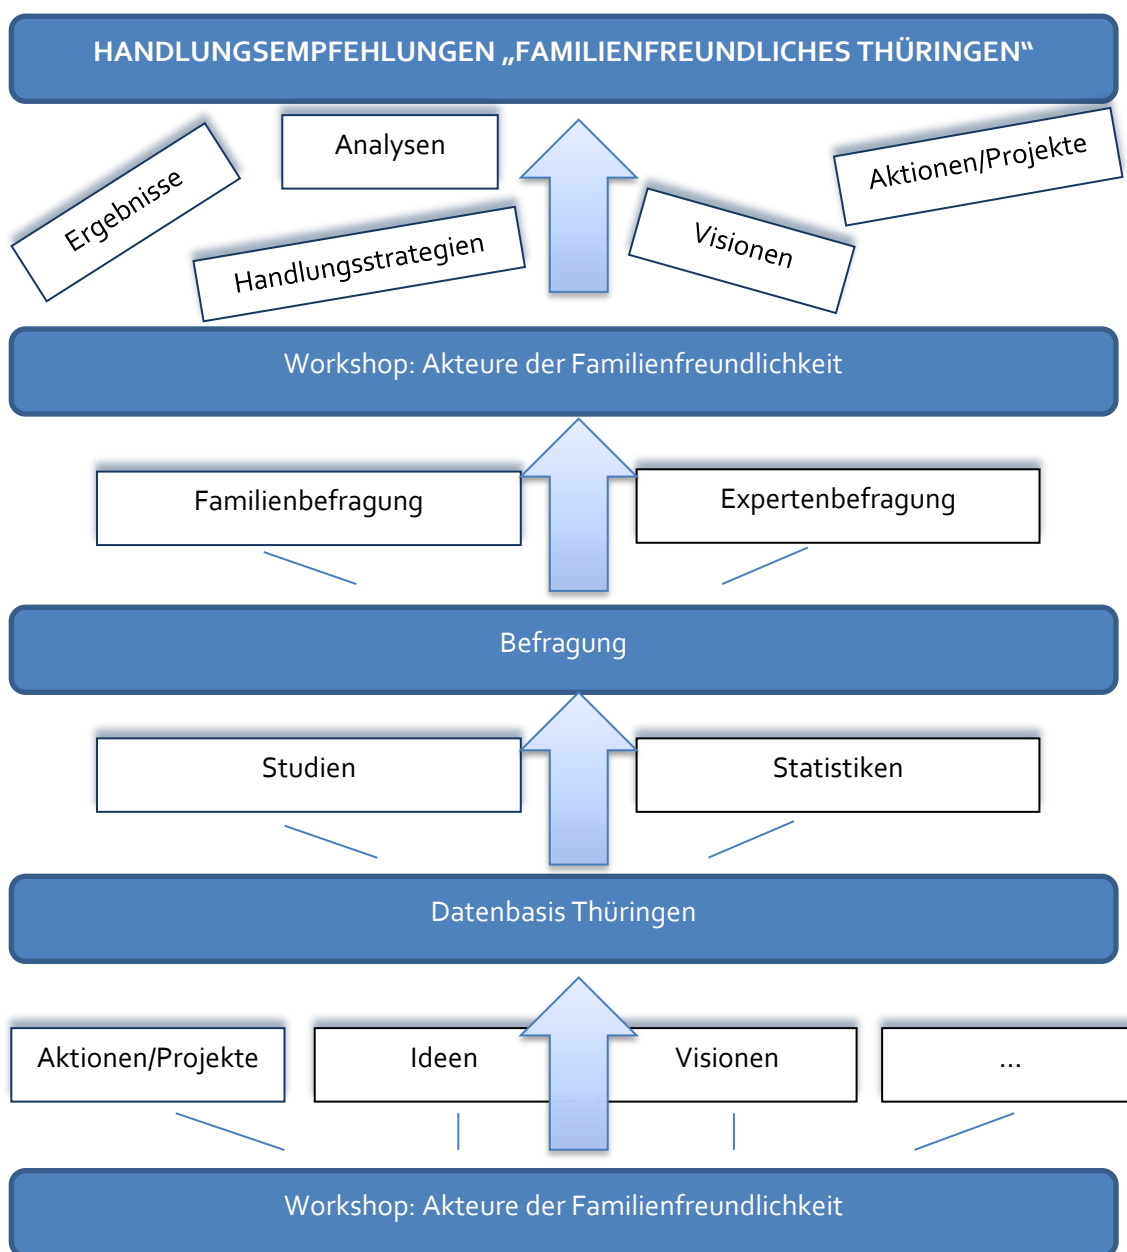 HANDLUNGSEMPFEHLUNGEN „FAMILIENFREUNDLICHES THÜRINGEN“
Analysen
Aktionen/Projekte
Ergebnisse
Visionen
Handlungsstrategien
Workshop: Akteure der Familienfreundlichkeit
Familienbefragung
Expertenbefragung
Befragung
Studien
Statistiken
Datenbasis Thüringen
Aktionen/Projekte
Ideen
Visionen
...
Workshop: Akteure der Familienfreundlichkeit